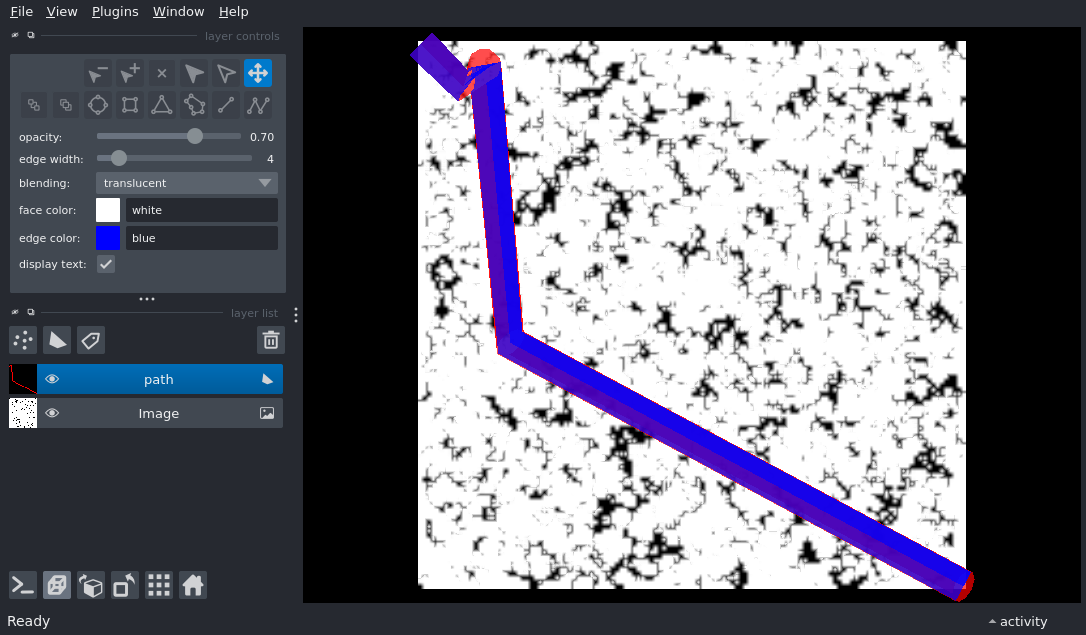 File View Plugins Window Help
layer controls
opacity: 0.70
edge width: 4
blending: translucent
face color: white
edge color: blue
display text:
layer list
path
Image
Ready
activity